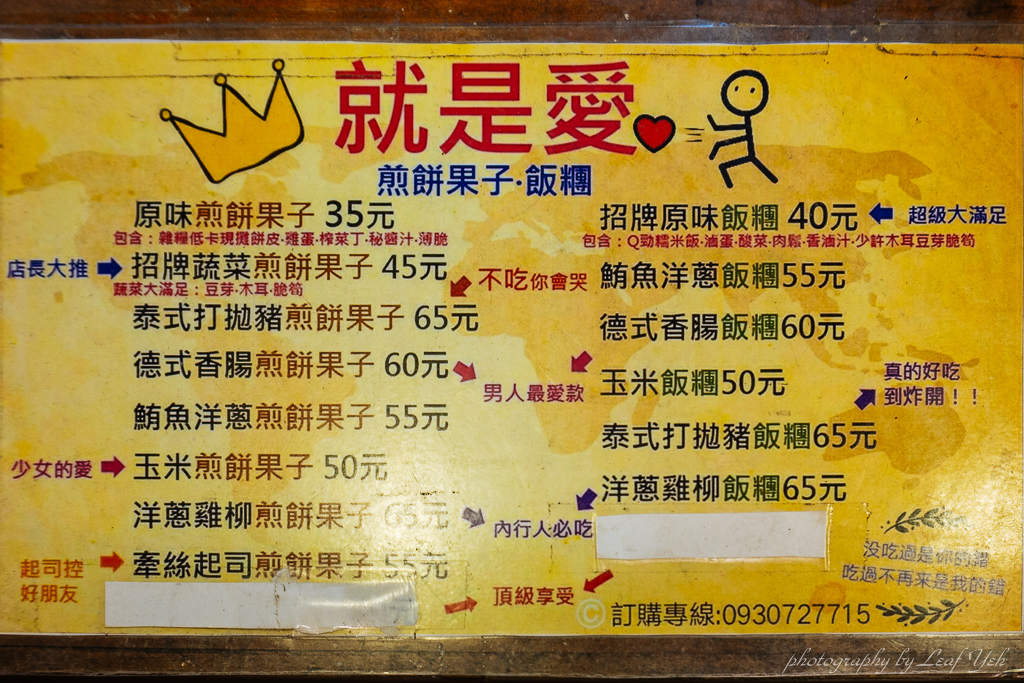 就是愛
煎餅果子·飯糰
原味煎餅果子 35元
包含：雜糧低卡現攤餅皮·雞蛋·榨菜丁·秘醬汁·薄脆
店長大推
招牌蔬菜煎餅果子 45元
蔬菜大滿足：豆芽·木耳·脆筍
不吃你會哭
泰式打拋豬煎餅果子 65元
德式香腸煎餅果子 60元
男人最愛款
鮪魚洋蔥煎餅果子 55元
少女的愛
玉米煎餅果子 50元
洋蔥雞柳煎餅果子 65元
內行人必吃
起司控
好朋友
牽絲起司煎餅果子 55元
頂級享受
招牌原味飯糰 40元
超級大滿足
包含：Q勁糯米飯·滷蛋·酸菜·肉鬆·香滷汁·少許木耳豆芽脆筍
鮪魚洋蔥飯糰55元
德式香腸飯糰60元
玉米飯糰50元
真的好吃
到炸開！！
泰式打拋豬飯糰65元
洋蔥雞柳飯糰65元
没吃過是你的錯
吃過不再來是我的錯
©訂購專線:0930727715
photography by Leaf Yeh